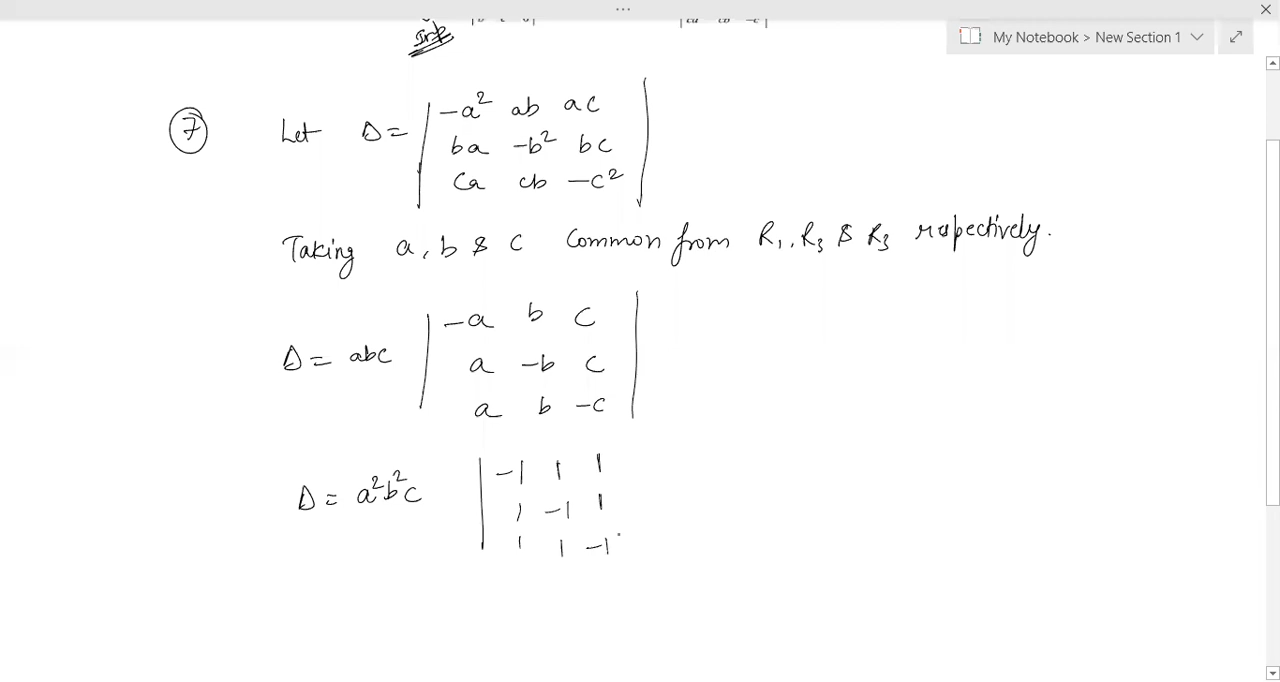 ...
My Notebook > New Section 1
7 Let Δ = | -a² ab ac |
| ba -b² bc |
| ca cb -c² |
Taking a, b & c common from R₁, R₃ & R₃ respectively.
Δ = abc | -a b c |
| a -b c |
| a b -c |
Δ = a²b²c | -1 1 1
| 1 -1 1
| 1 1 -1